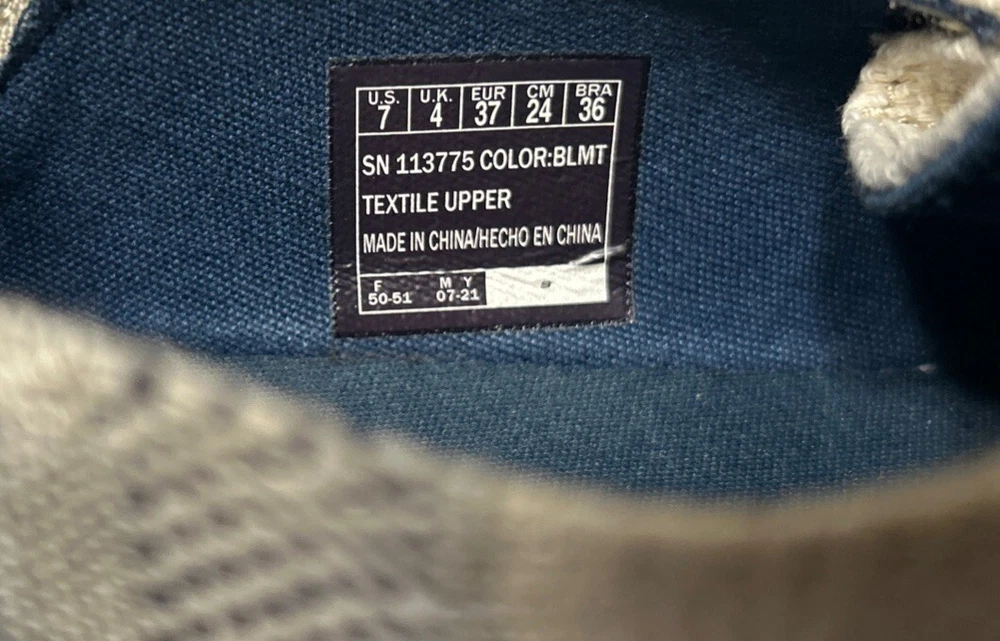 U.S. U.K. EUR CM BRA
7 4 37 24 36
SN 113775 COLOR:BLMT
TEXTILE UPPER
MADE IN CHINA/HECHO EN CHINA
F M Y
50-51 07-21